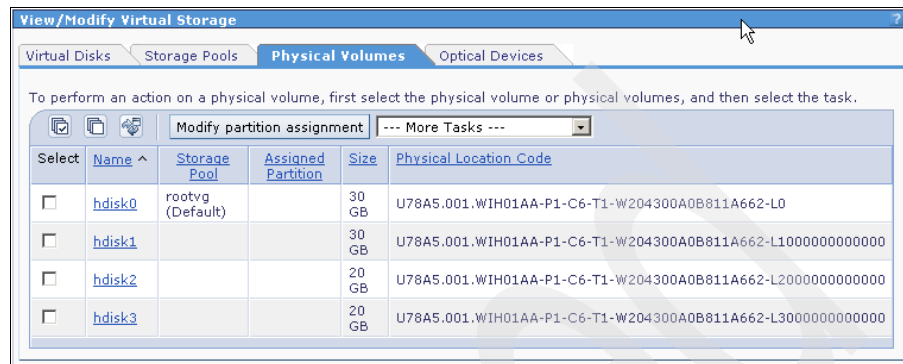 View/Modify Virtual Storage ?
Virtual Disks Storage Pools Physical Volumes Optical Devices
To perform an action on a physical volume, first select the physical volume or physical volumes, and then select the task.
Modify partition assignment --- More Tasks ---
Select Name ^ Storage Pool Assigned Partition Size Physical Location Code
hdisk0 rootvg (Default) 30 GB U78A5.001.WIH01AA-P1-C6-T1-W204300A0B811A662-L0
hdisk1 30 GB U78A5.001.WIH01AA-P1-C6-T1-W204300A0B811A662-L1000000000000
hdisk2 20 GB U78A5.001.WIH01AA-P1-C6-T1-W204300A0B811A662-L2000000000000
hdisk3 20 GB U78A5.001.WIH01AA-P1-C6-T1-W204300A0B811A662-L3000000000000